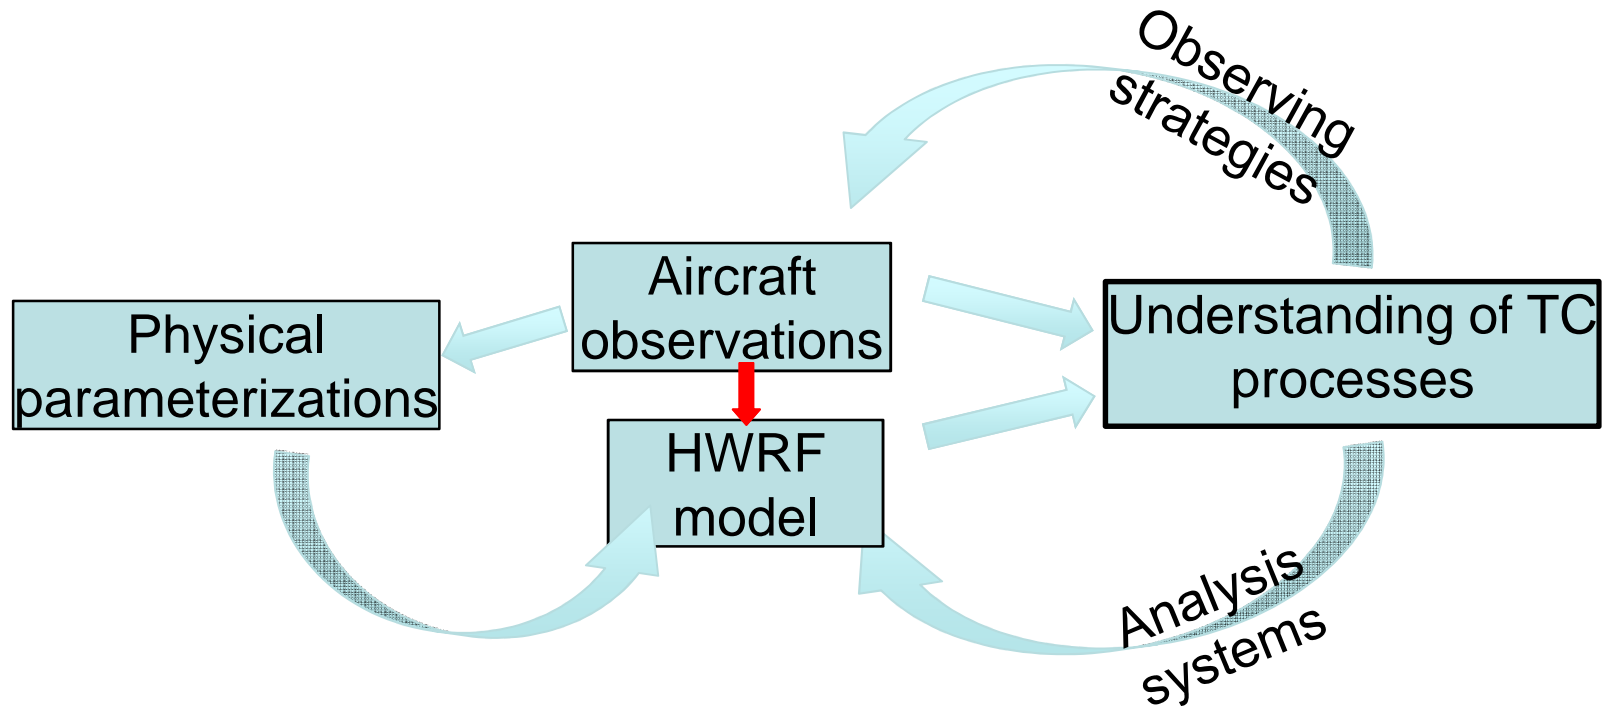 Observing
strategies
Aircraft
observations
Physical
parameterizations
Understanding of TC
processes
HWRF
model
Analysis
systems